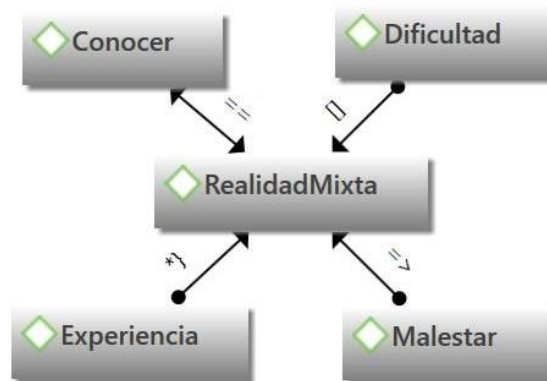 Conocer
Dificultad
==
[]
RealidadMixta
*}
=>
Experiencia
Malestar